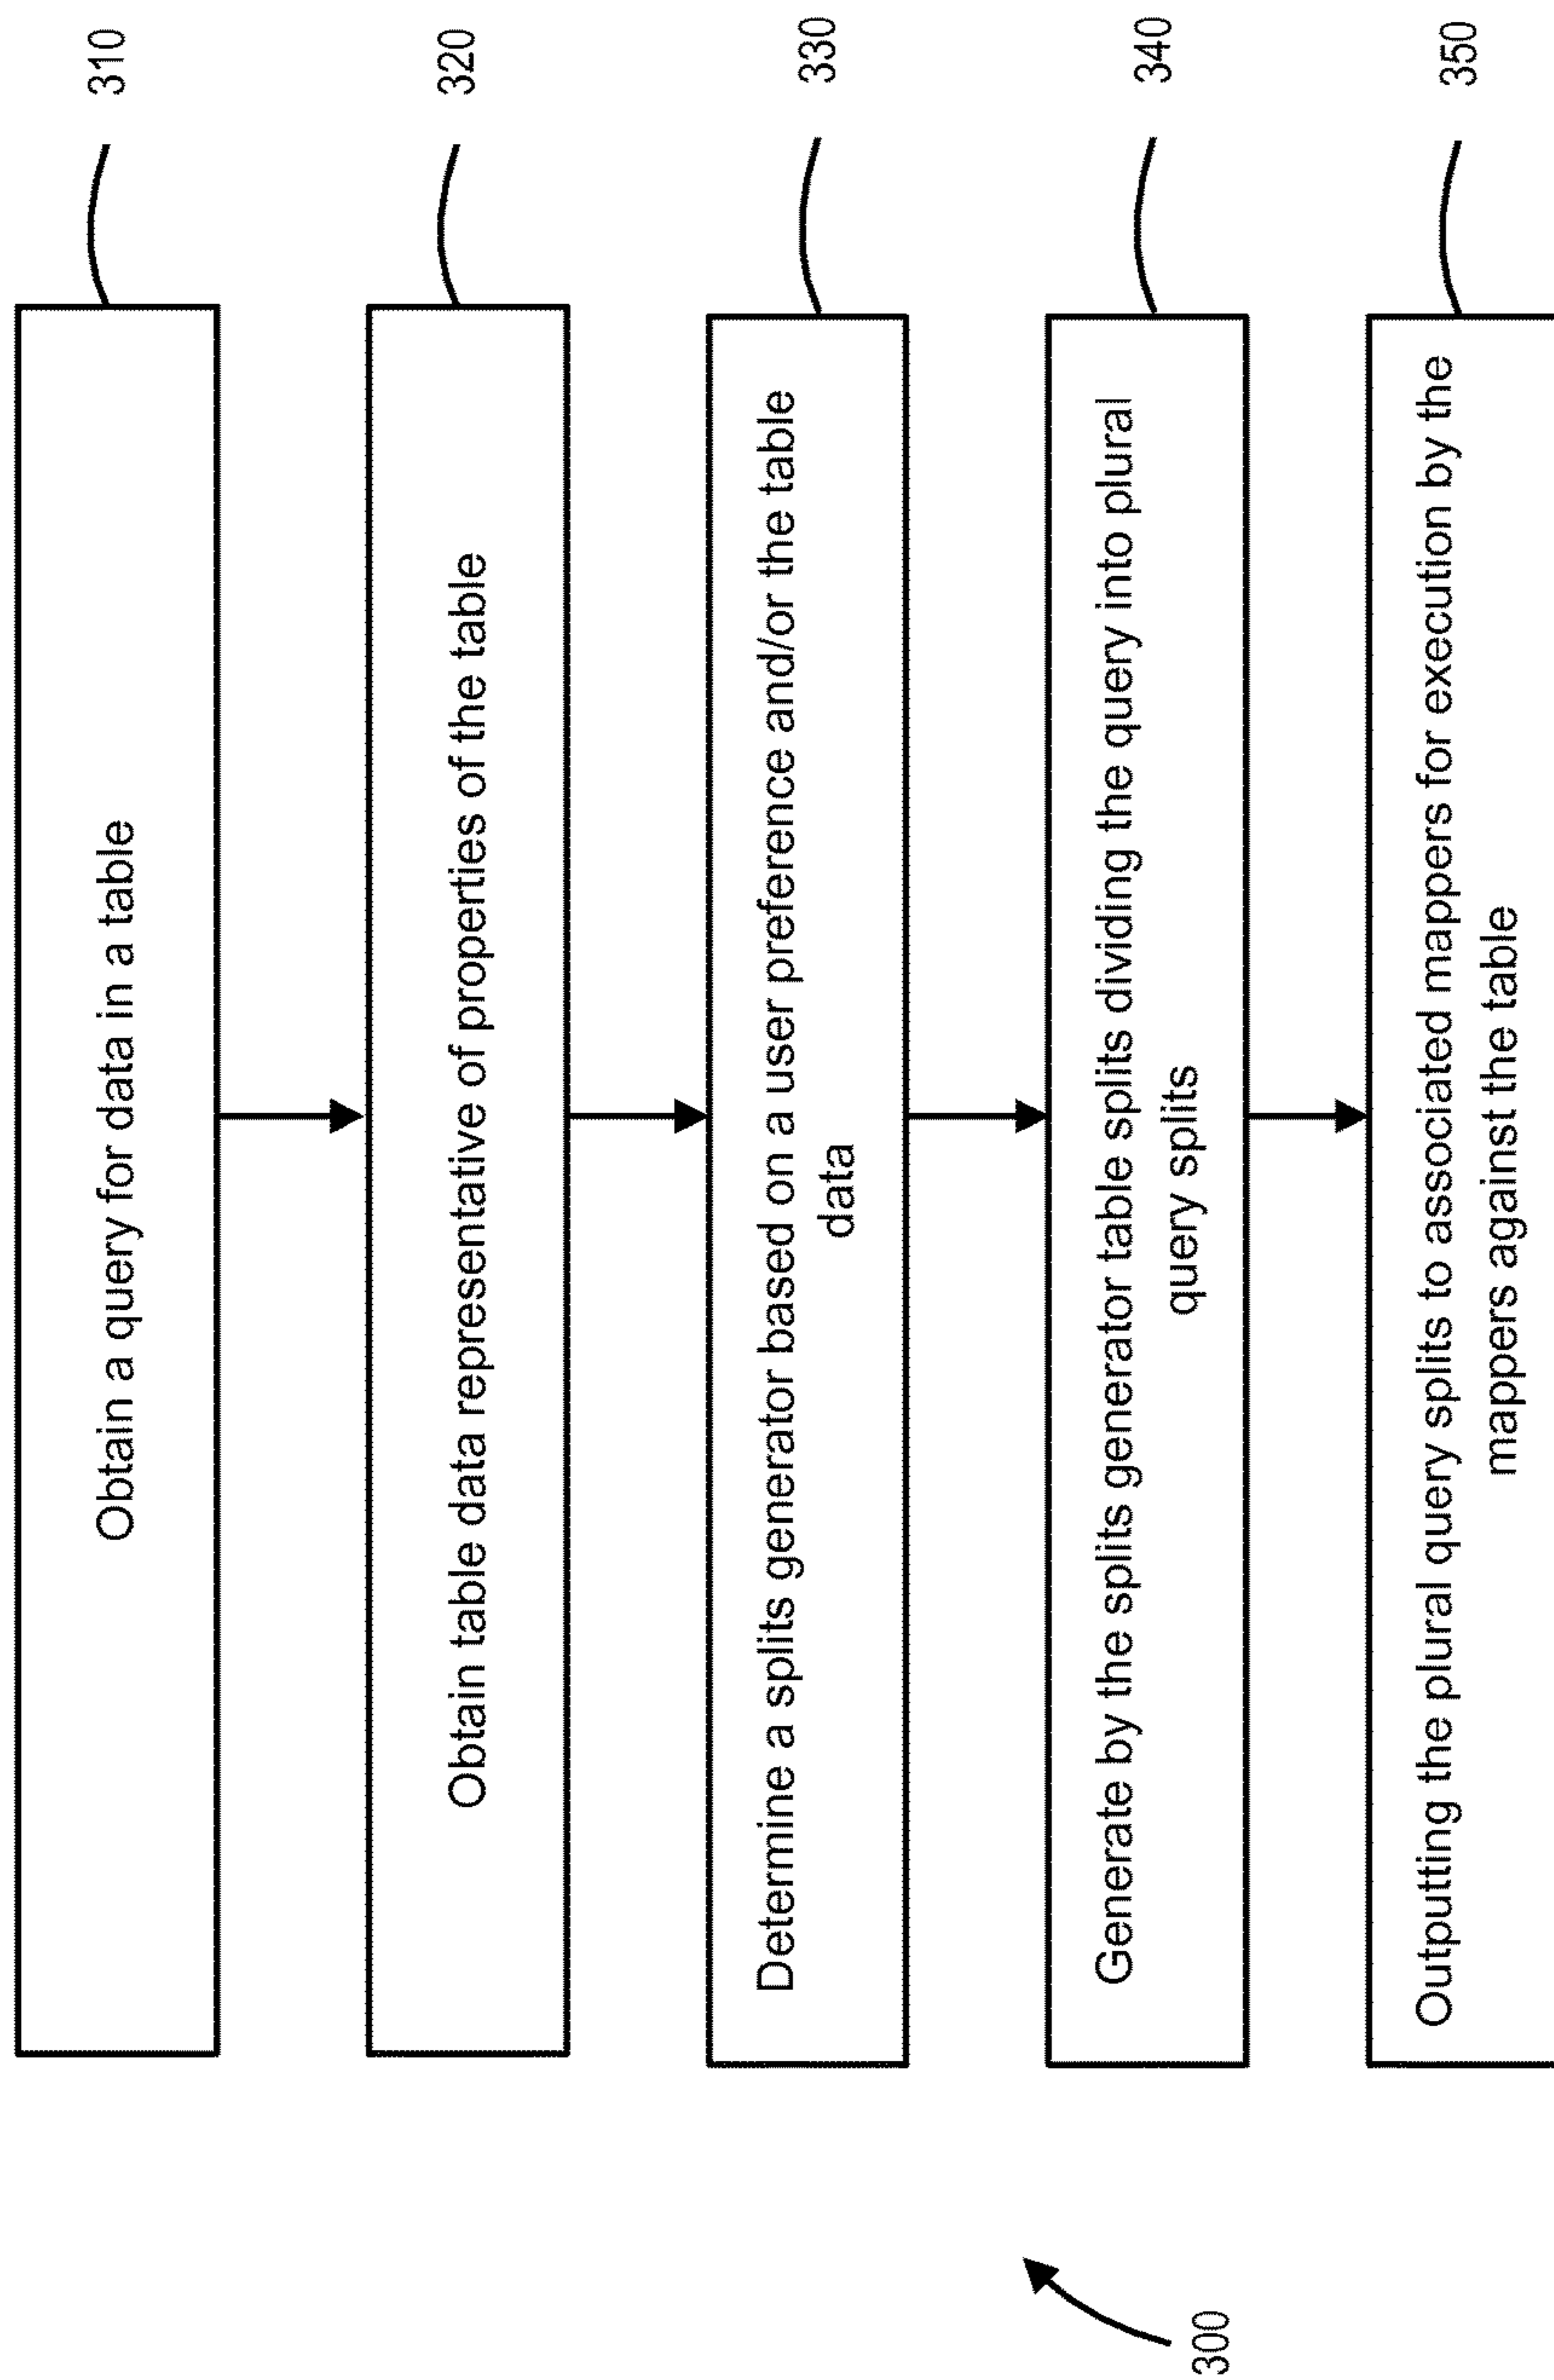 Obtain a query for data in a table
310
Obtain table data representative of properties of the table
320
Determine a splits generator based on a user preference and/or the table
data
330
Generate by the splits generator table splits dividing the query into plural
query splits
340
Outputting the plural query splits to associated mappers for execution by the
mappers against the table
350
300